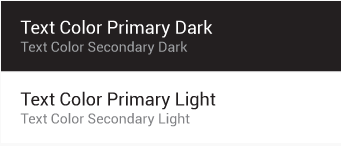 Text Color Primary Dark
Text Color Secondary Dark
Text Color Primary Light
Text Color Secondary Light